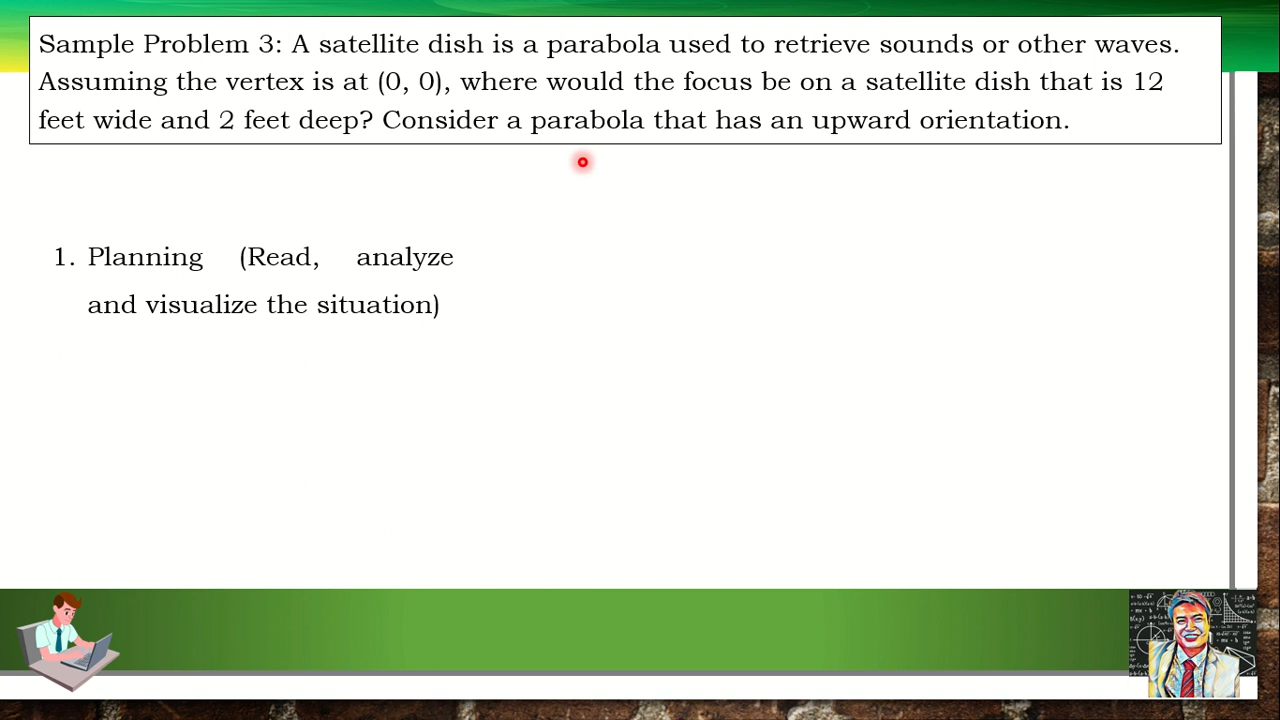 Sample Problem 3: A satellite dish is a parabola used to retrieve sounds or other waves.
Assuming the vertex is at (0, 0), where would the focus be on a satellite dish that is 12
feet wide and 2 feet deep? Consider a parabola that has an upward orientation.
1. Planning (Read, analyze
and visualize the situation)